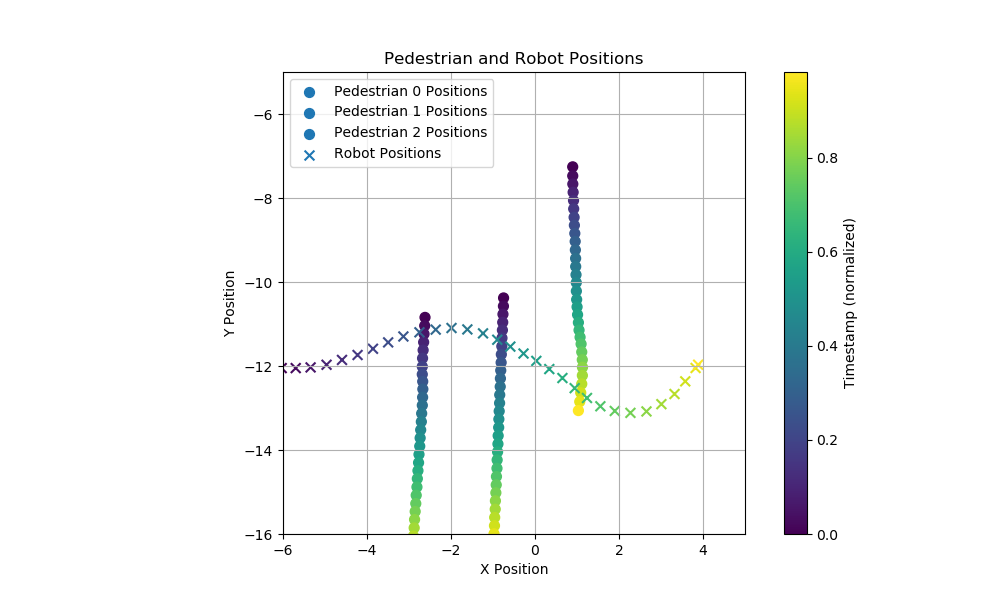 Pedestrian and Robot Positions
Pedestrian 0 Positions
Pedestrian 1 Positions
Pedestrian 2 Positions
Robot Positions
Y Position
−6
−8
−10
−12
−14
−16
−6
−4
−2
0
2
4
X Position
0.8
0.6
0.4
0.2
0.0
Timestamp (normalized)